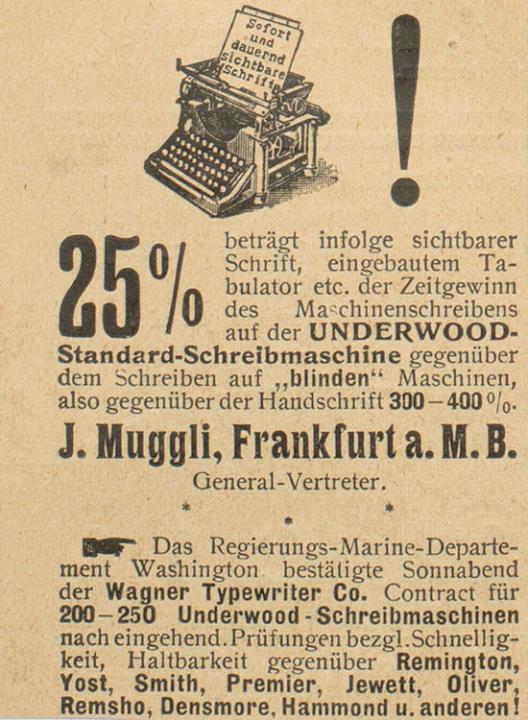 Sofort
und
dauernd
sichtbare
Schrift
!
25%
beträgt infolge sichtbarer
Schrift, eingebautem Ta-
bulator etc. der Zeitgewinn
des Maschinenschreibens
auf der UNDERWOOD-
Standard-Schreibmaschine gegenüber
dem Schreiben auf „blinden“ Maschinen,
also gegenüber der Handschrift 300–400%.
J. Muggli, Frankfurt a. M. B.
General-Vertreter.
* * *
☛ Das Regierungs-Marine-Departe-
ment Washington bestätigte Sonnabend
der Wagner Typewriter Co. Contract für
200–250 Underwood-Schreibmaschinen
nach eingehend. Prüfungen bezgl. Schnellig-
keit, Haltbarkeit gegenüber Remington,
Yost, Smith, Premier, Jewett, Oliver,
Remsho, Densmore, Hammond u. anderen!